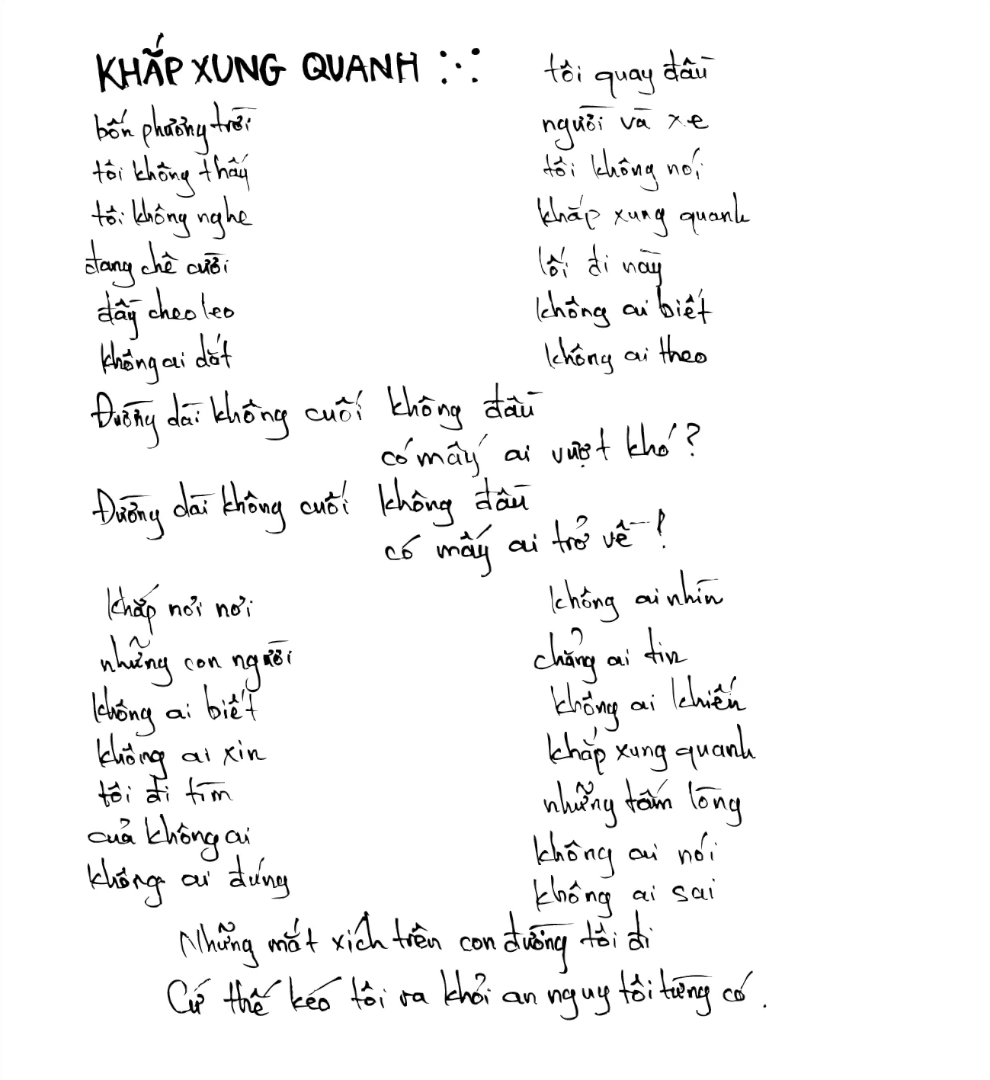 KHẮP XUNG QUANH
bốn phương trời
tôi không thấy
tôi không nghe
đang chê cười
đầy cheo leo
không ai dắt
tôi quay đầu
người và xe
tôi không nói
khắp xung quanh
lối đi này
không ai biết
không ai theo
Đường dài không cuối không đầu
có mấy ai vượt khó?
Đường dài không cuối không đầu
có mấy ai trở về!
khắp nơi nơi
những con người
không ai biết
không ai xin
tôi đi tìm
của không ai
không ai đúng
không ai nhìn
chẳng ai tin
không ai khiến
khắp xung quanh
những tấm lòng
không ai nói
không ai sai
Những mắt xích trên con đường tôi đi
Cứ thế kéo tôi ra khỏi an nguy tôi từng có.